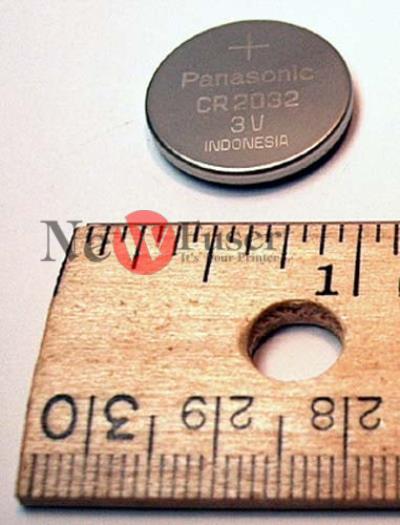 +
Panasonic
CR2032
3V
INDONESIA
NewFuser
It's Your Printer...
1
30 29 28